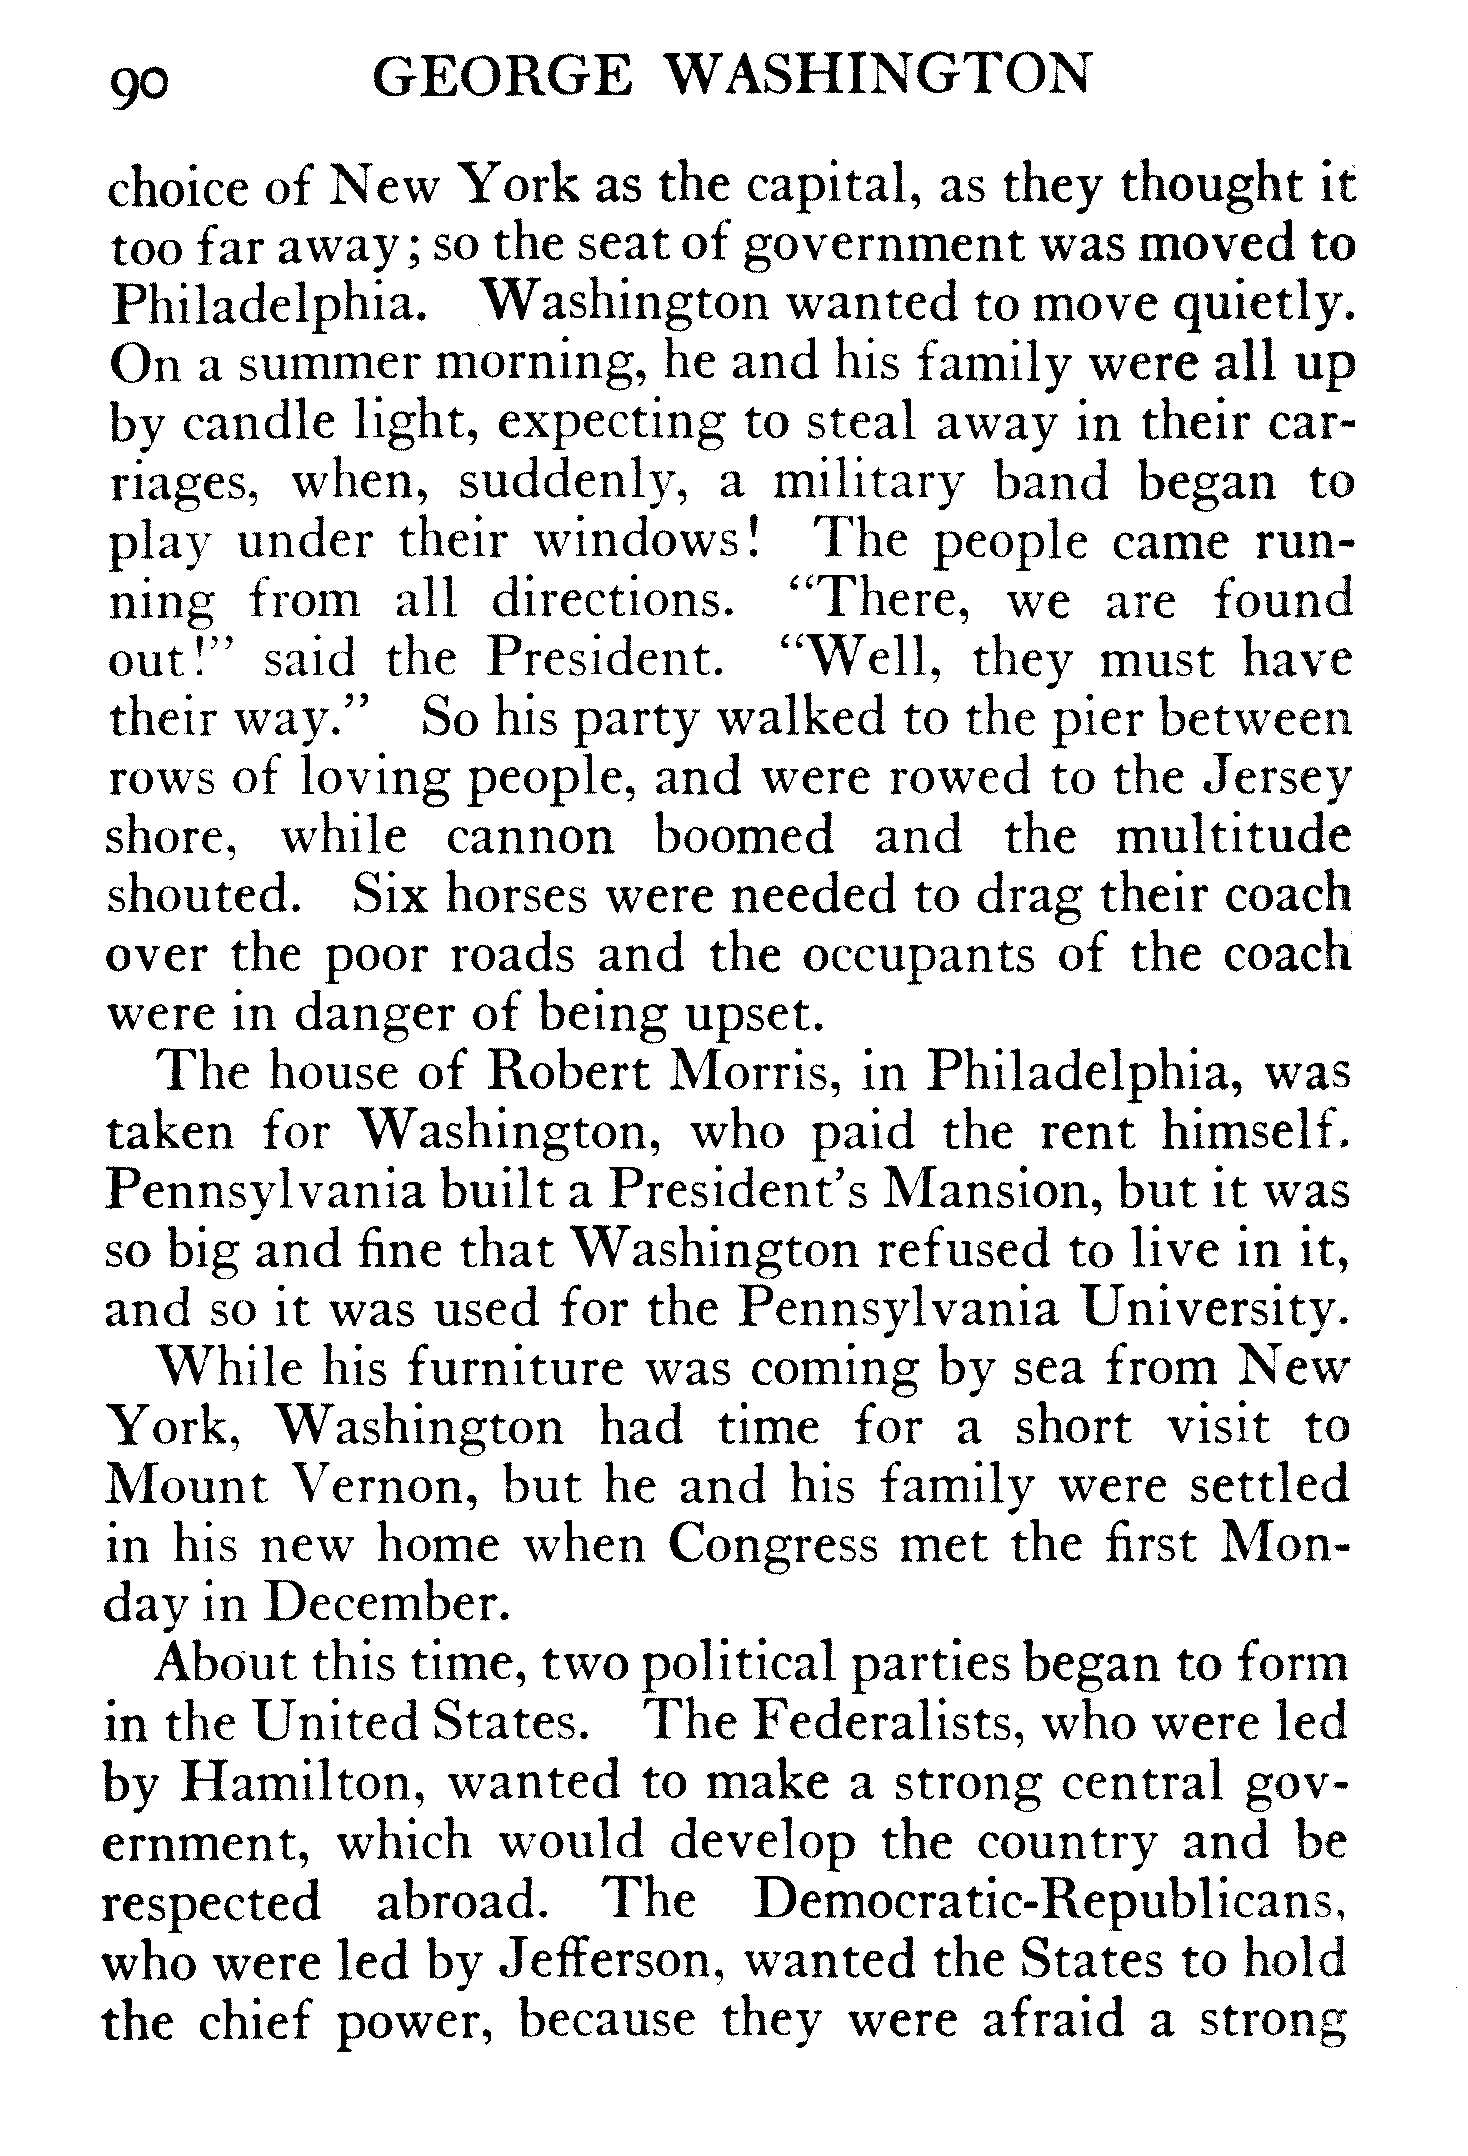 90 GEORGE WASHINGTON
choice of New York as the capital, as they thought it
too far away; so the seat of government was moved to
Philadelphia. Washington wanted to move quietly.
On a summer morning, he and his family were all up
by candle light, expecting to steal away in their car-
riages, when, suddenly, a military band began to
play under their windows! The people came run-
ning from all directions. “There, we are found
out!” said the President. “Well, they must have
their way.” So his party walked to the pier between
rows of loving people, and were rowed to the Jersey
shore, while cannon boomed and the multitude
shouted. Six horses were needed to drag their coach
over the poor roads and the occupants of the coach
were in danger of being upset.
The house of Robert Morris, in Philadelphia, was
taken for Washington, who paid the rent himself.
Pennsylvania built a President’s Mansion, but it was
so big and fine that Washington refused to live in it,
and so it was used for the Pennsylvania University.
While his furniture was coming by sea from New
York, Washington had time for a short visit to
Mount Vernon, but he and his family were settled
in his new home when Congress met the first Mon-
day in December.
About this time, two political parties began to form
in the United States. The Federalists, who were led
by Hamilton, wanted to make a strong central gov-
ernment, which would develop the country and be
respected abroad. The Democratic-Republicans,
who were led by Jefferson, wanted the States to hold
the chief power, because they were afraid a strong